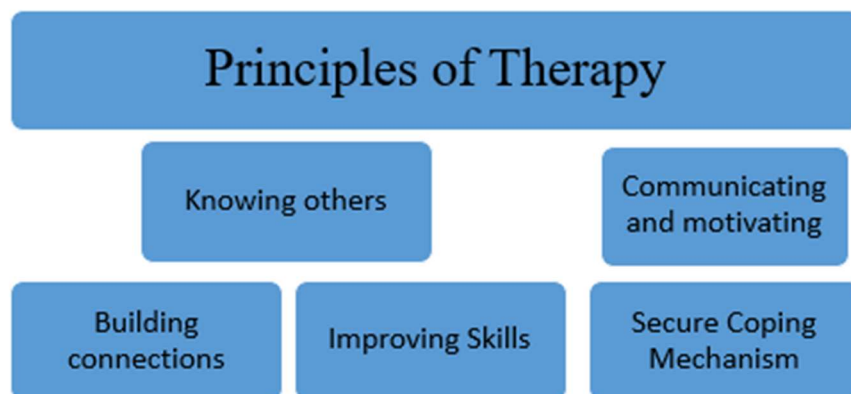 Principles of Therapy
Knowing others
Communicating
and motivating
Building
connections
Improving Skills
Secure Coping
Mechanism